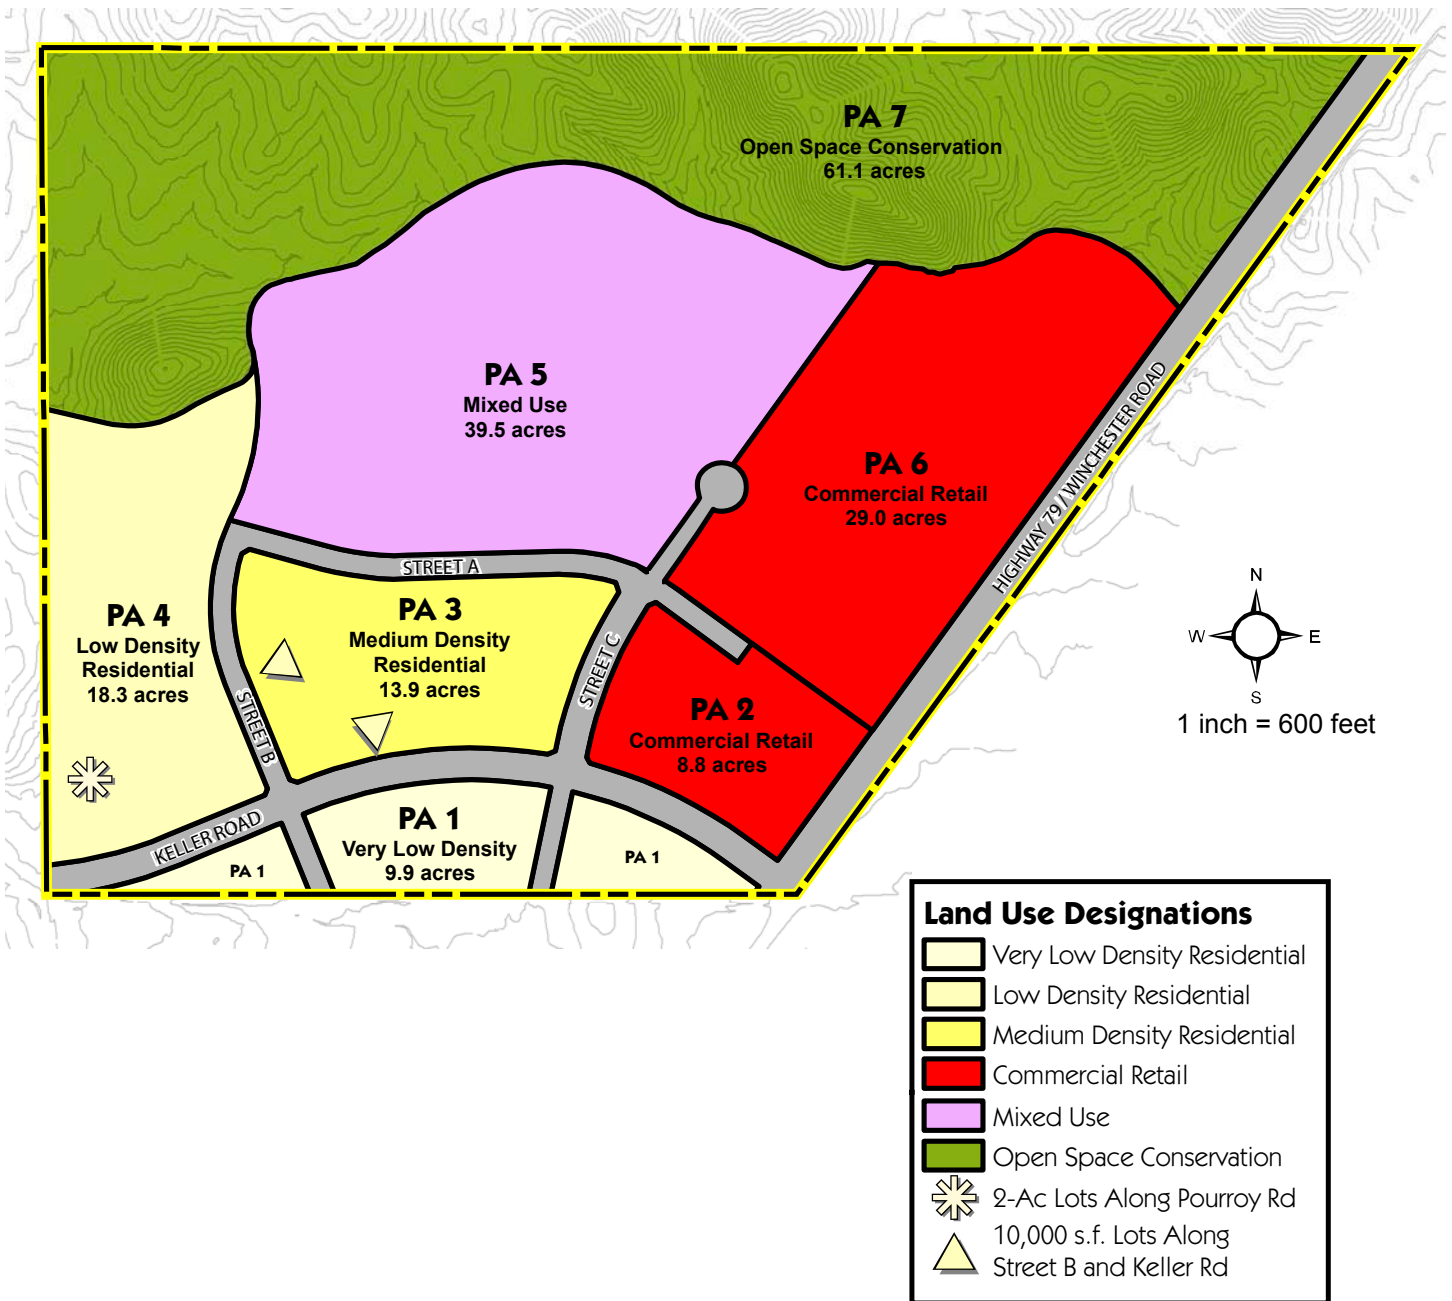 PA 7
Open Space Conservation
61.1 acres
PA 5
Mixed Use
39.5 acres
PA 6
Commercial Retail
29.0 acres
HIGHWAY 79 / WINCHESTER ROAD
STREET A
PA 4
Low Density
Residential
18.3 acres
PA 3
Medium Density
Residential
13.9 acres
STREET B
STREET C
PA 2
Commercial Retail
8.8 acres
KELLER ROAD
PA 1
PA 1
Very Low Density
9.9 acres
PA 1
N
W
E
S
1 inch = 600 feet
Land Use Designations
Very Low Density Residential
Low Density Residential
Medium Density Residential
Commercial Retail
Mixed Use
Open Space Conservation
2-Ac Lots Along Pourroy Rd
10,000 s.f. Lots Along
Street B and Keller Rd